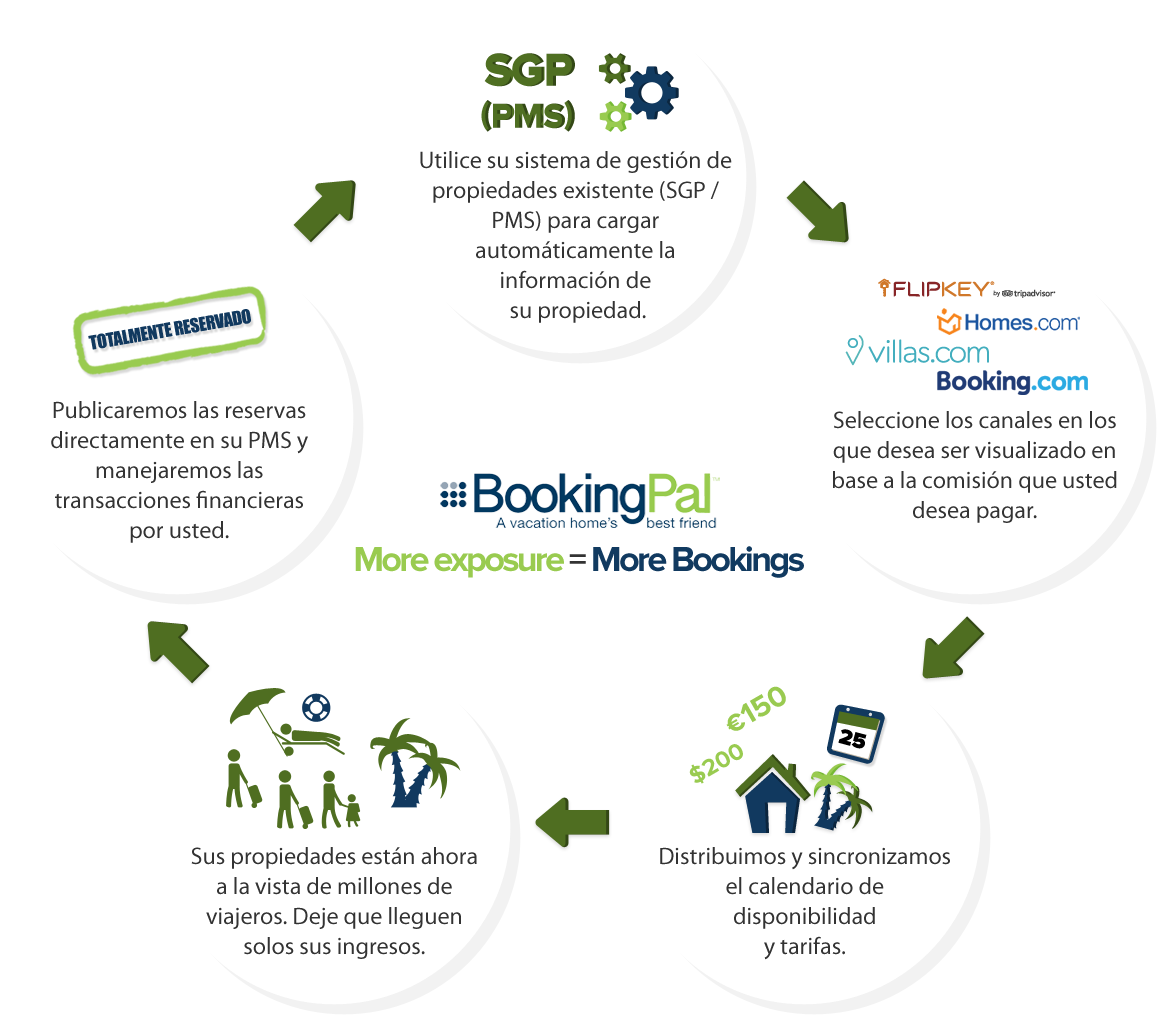 SGP
(PMS)
Utilice su sistema de gestión de
propiedades existente (SGP /
PMS) para cargar
automáticamente la
información de
su propiedad.
FLIPKEY® by tripadvisor®
Homes.com®
villas.com
Booking.com
Seleccione los canales en los
que desea ser visualizado en
base a la comisión que usted
desea pagar.
€150
$200
25
Distribuimos y sincronizamos
el calendario de
disponibilidad
y tarifas.
Sus propiedades están ahora
a la vista de millones de
viajeros. Deje que lleguen
solos sus ingresos.
TOTALMENTE RESERVADO
Publicaremos las reservas
directamente en su PMS y
manejaremos las
transacciones financieras
por usted.
BookingPal™
A vacation home's best friend
More exposure = More Bookings